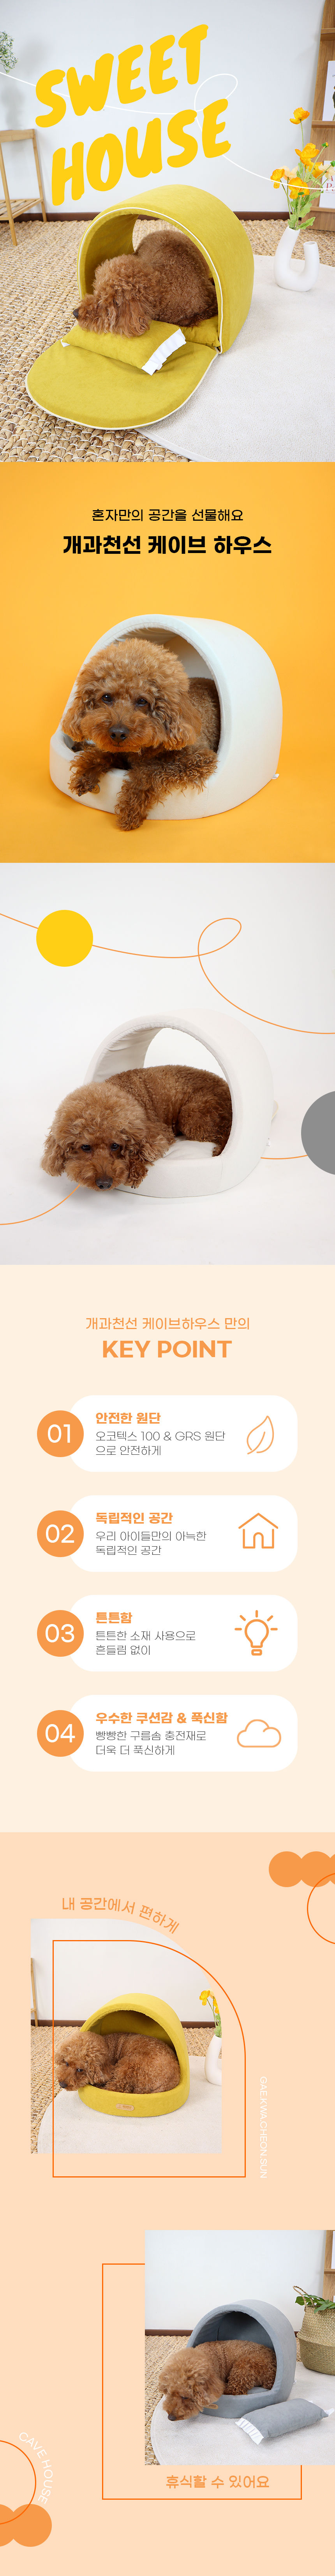 SWEET
HOUSE
혼자만의 공간을 선물해요
개과천선 케이브 하우스
개과천선 케이브하우스 만의
KEY POINT
01
안전한 원단
오코텍스 100 & GRS 원단
으로 안전하게
02
독립적인 공간
우리 아이들만의 아늑한
독립적인 공간
03
튼튼함
튼튼한 소재 사용으로
흔들림 없이
04
우수한 쿠션감 & 푹신함
빵빵한 구름솜 충전재로
더욱 더 푹신하게
내 공간에서 편하게
GAE KWA CHEON SUN
CAVE HOUSE
휴식할 수 있어요